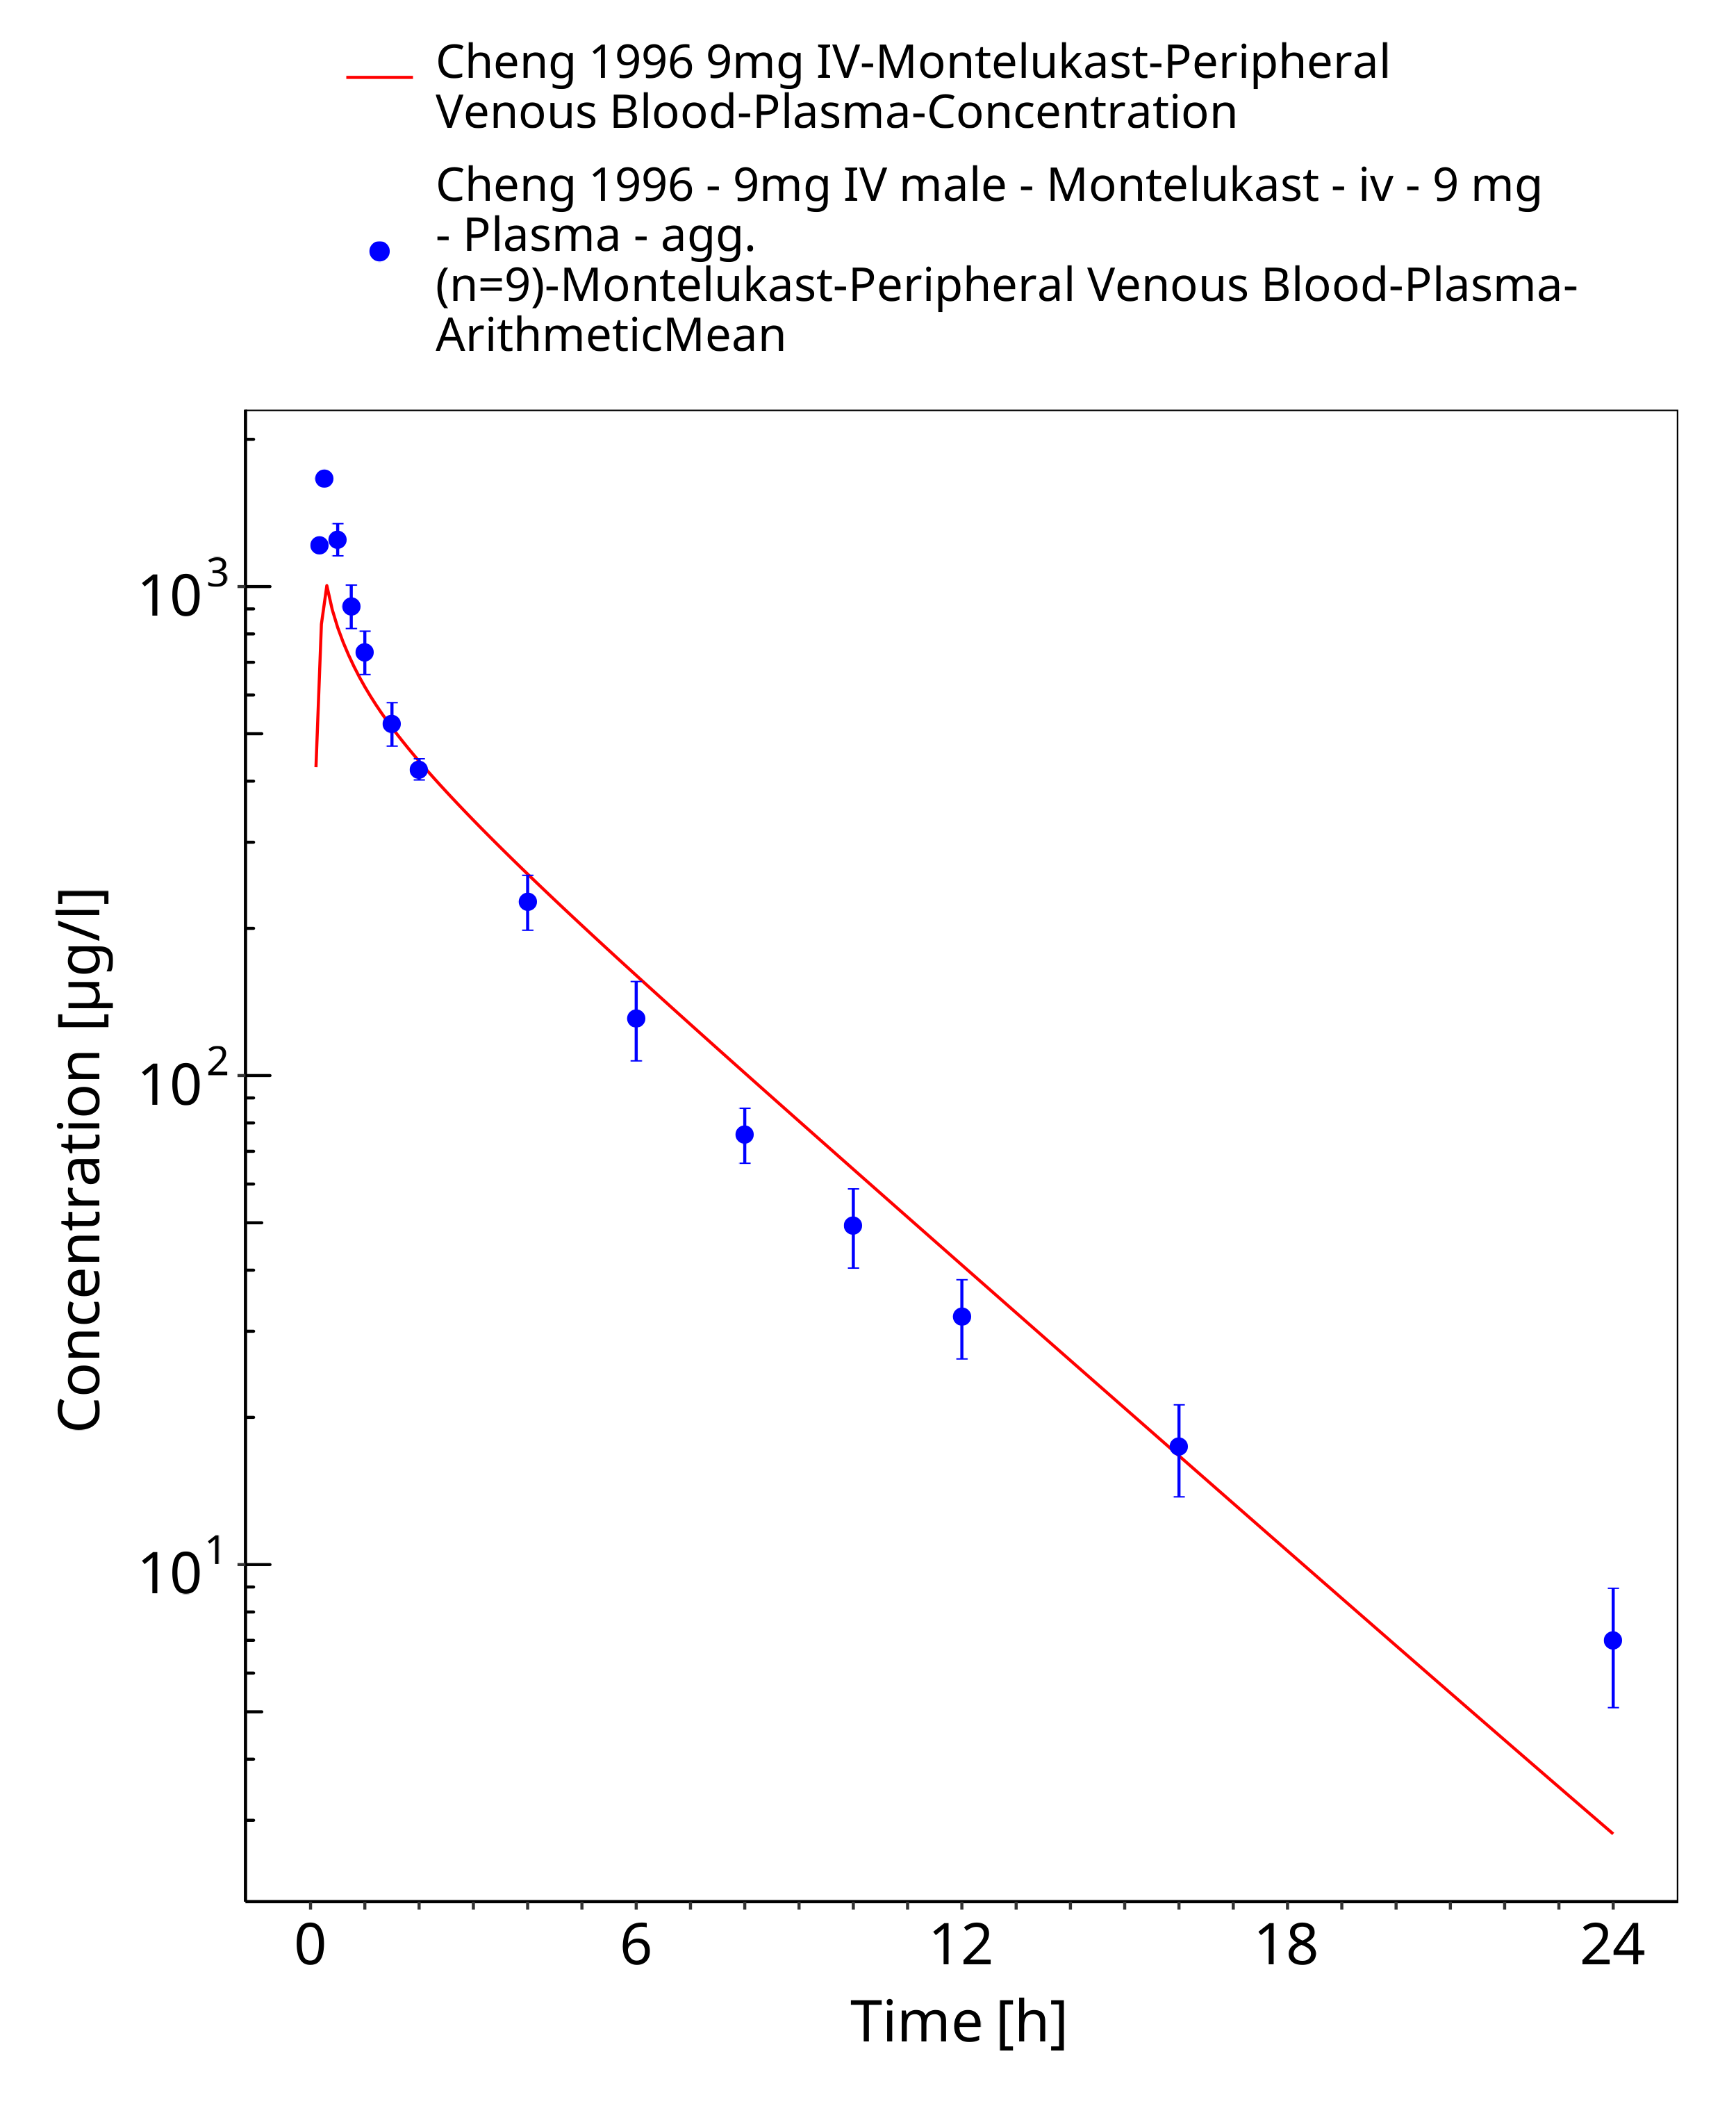 Cheng 1996 9mg IV-Montelukast-Peripheral
Venous Blood-Plasma-Concentration
Cheng 1996 - 9mg IV male - Montelukast - iv - 9 mg
- Plasma - agg.
(n=9)-Montelukast-Peripheral Venous Blood-Plasma-
ArithmeticMean
Concentration [µg/l]
10³
10²
10¹
0 6 12 18 24
Time [h]